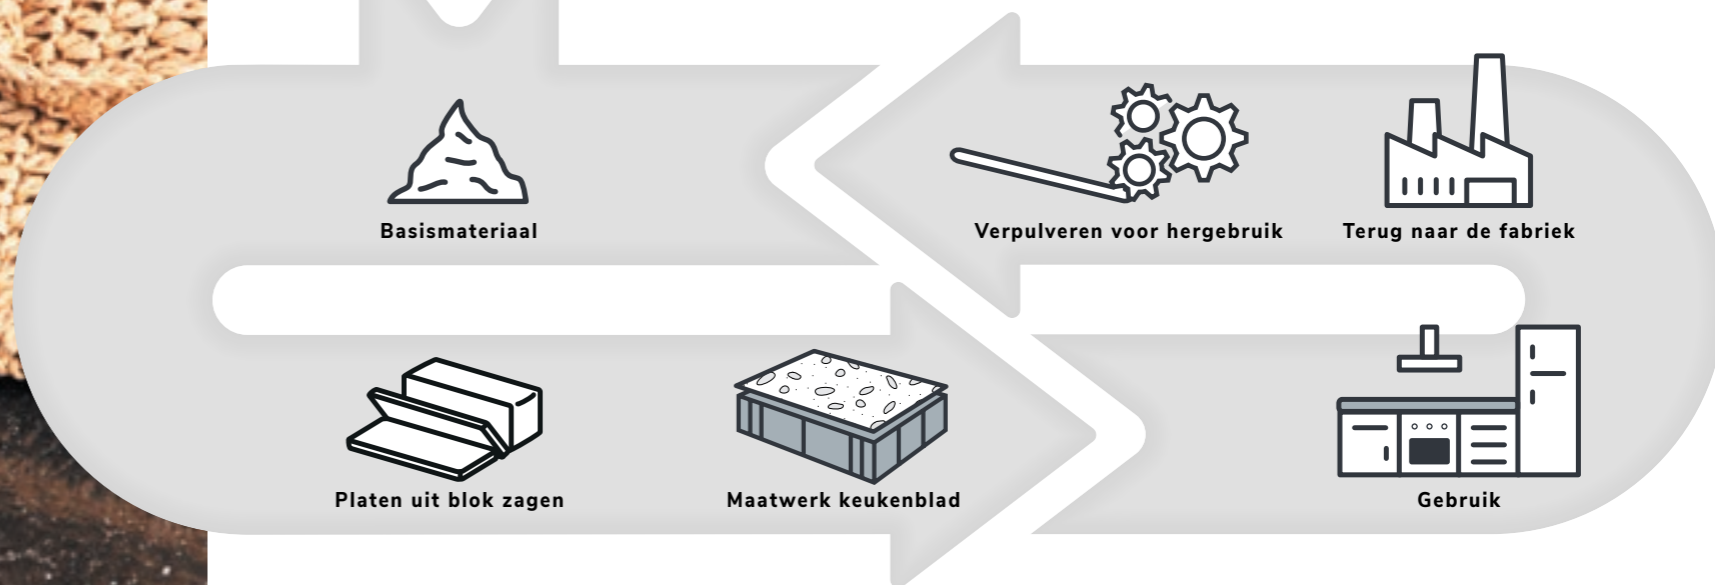 Basismateriaal
Verpulveren voor hergebruik
Terug naar de fabriek
Platen uit blok zagen
Maatwerk keukenblad
Gebruik